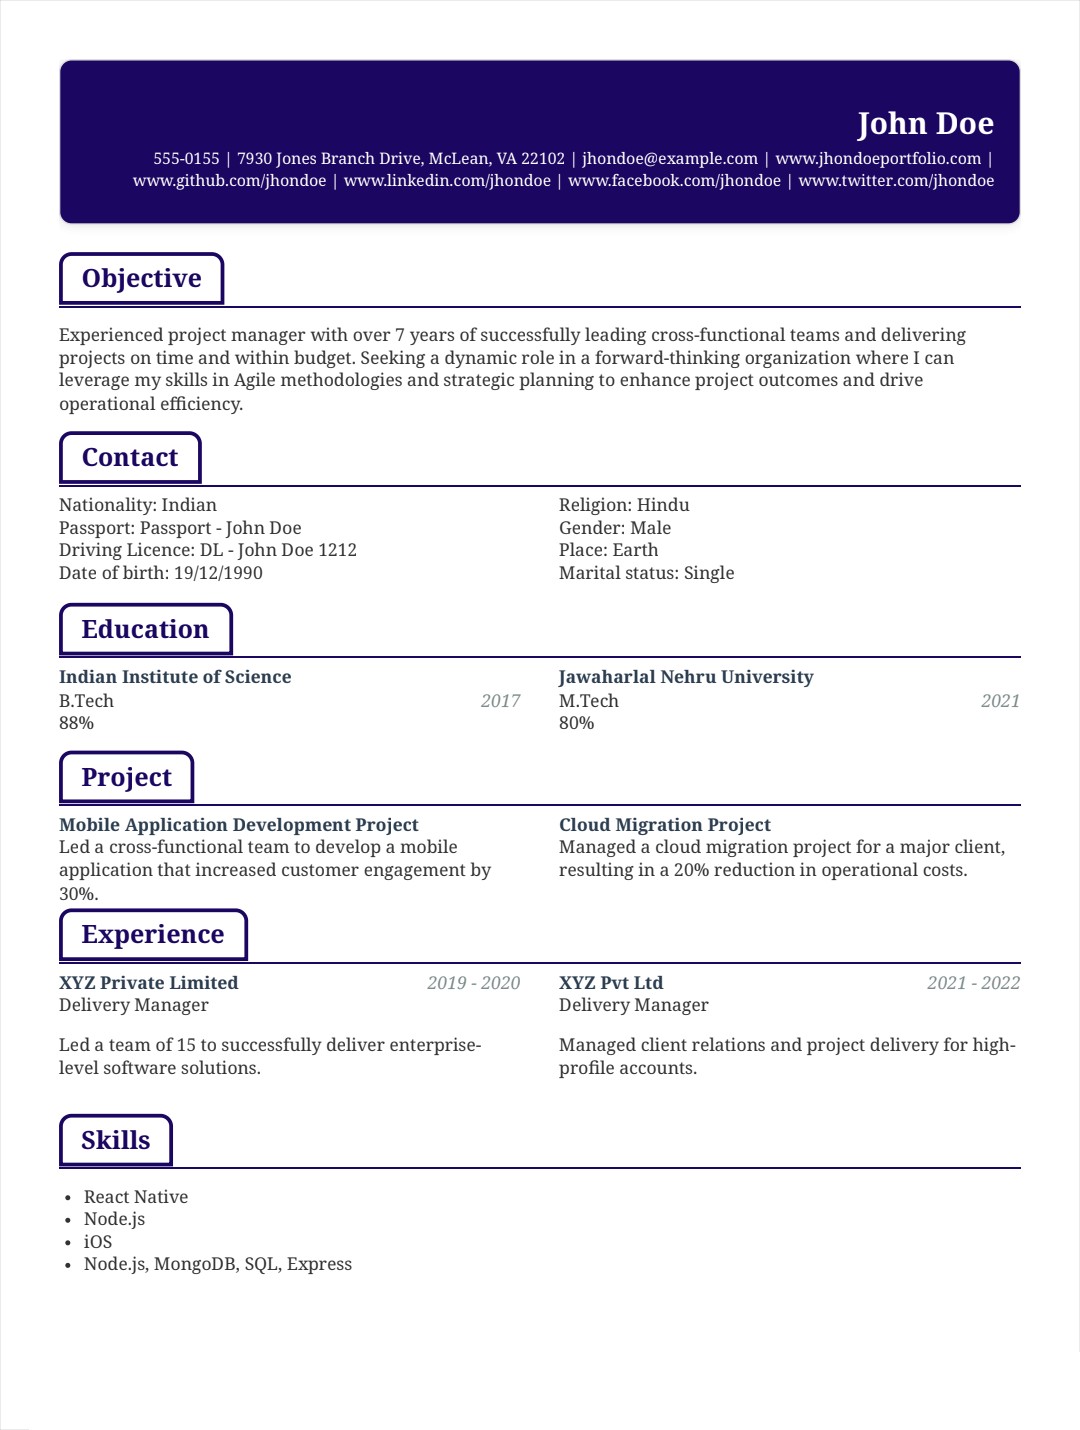 John Doe
555-0155 | 7930 Jones Branch Drive, McLean, VA 22102 | jhondoe@example.com | www.jhondoeportfolio.com |
www.github.com/jhondoe | www.linkedin.com/jhondoe | www.facebook.com/jhondoe | www.twitter.com/jhondoe
Objective
Experienced project manager with over 7 years of successfully leading cross-functional teams and delivering
projects on time and within budget. Seeking a dynamic role in a forward-thinking organization where I can
leverage my skills in Agile methodologies and strategic planning to enhance project outcomes and drive
operational efficiency.
Contact
Nationality: Indian
Passport: Passport - John Doe
Driving Licence: DL - John Doe 1212
Date of birth: 19/12/1990
Religion: Hindu
Gender: Male
Place: Earth
Marital status: Single
Education
Indian Institute of Science
B.Tech 2017
88%
Jawaharlal Nehru University
M.Tech 2021
80%
Project
Mobile Application Development Project
Led a cross-functional team to develop a mobile
application that increased customer engagement by
30%.
Cloud Migration Project
Managed a cloud migration project for a major client,
resulting in a 20% reduction in operational costs.
Experience
XYZ Private Limited 2019 - 2020
Delivery Manager
Led a team of 15 to successfully deliver enterprise-
level software solutions.
XYZ Pvt Ltd 2021 - 2022
Delivery Manager
Managed client relations and project delivery for high-
profile accounts.
Skills
• React Native
• Node.js
• iOS
• Node.js, MongoDB, SQL, Express